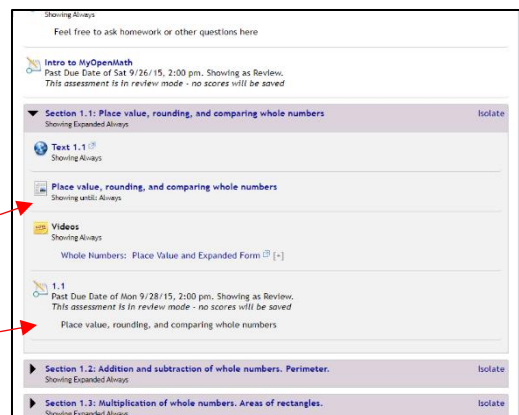 Showing Always
Feel free to ask homework or other questions here
Intro to MyOpenMath
Past Due Date of Sat 9/26/15, 2:00 pm. Showing as Review.
This assessment is in review mode - no scores will be saved
Section 1.1: Place value, rounding, and comparing whole numbers Isolate
Showing Expanded Always
Text 1.1
Showing Always
Place value, rounding, and comparing whole numbers
Showing until: Always
Videos
Showing Always
Whole Numbers: Place Value and Expanded Form [+]
1.1
Past Due Date of Mon 9/28/15, 2:00 pm. Showing as Review.
This assessment is in review mode - no scores will be saved
Place value, rounding, and comparing whole numbers
Section 1.2: Addition and subtraction of whole numbers. Perimeter. Isolate
Showing Expanded Always
Section 1.3: Multiplication of whole numbers. Areas of rectangles. Isolate
Showing Expanded Always